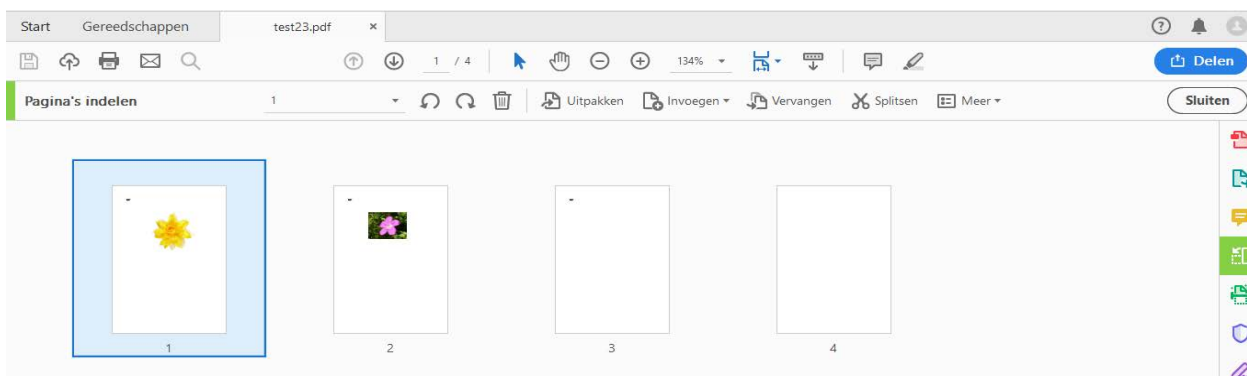 Start Gereedschappen test23.pdf ×
1 / 4 134% Delen
Pagina's indelen 1 Uitpakken Invoegen Vervangen Splitsen Meer Sluiten
1 2 3 4